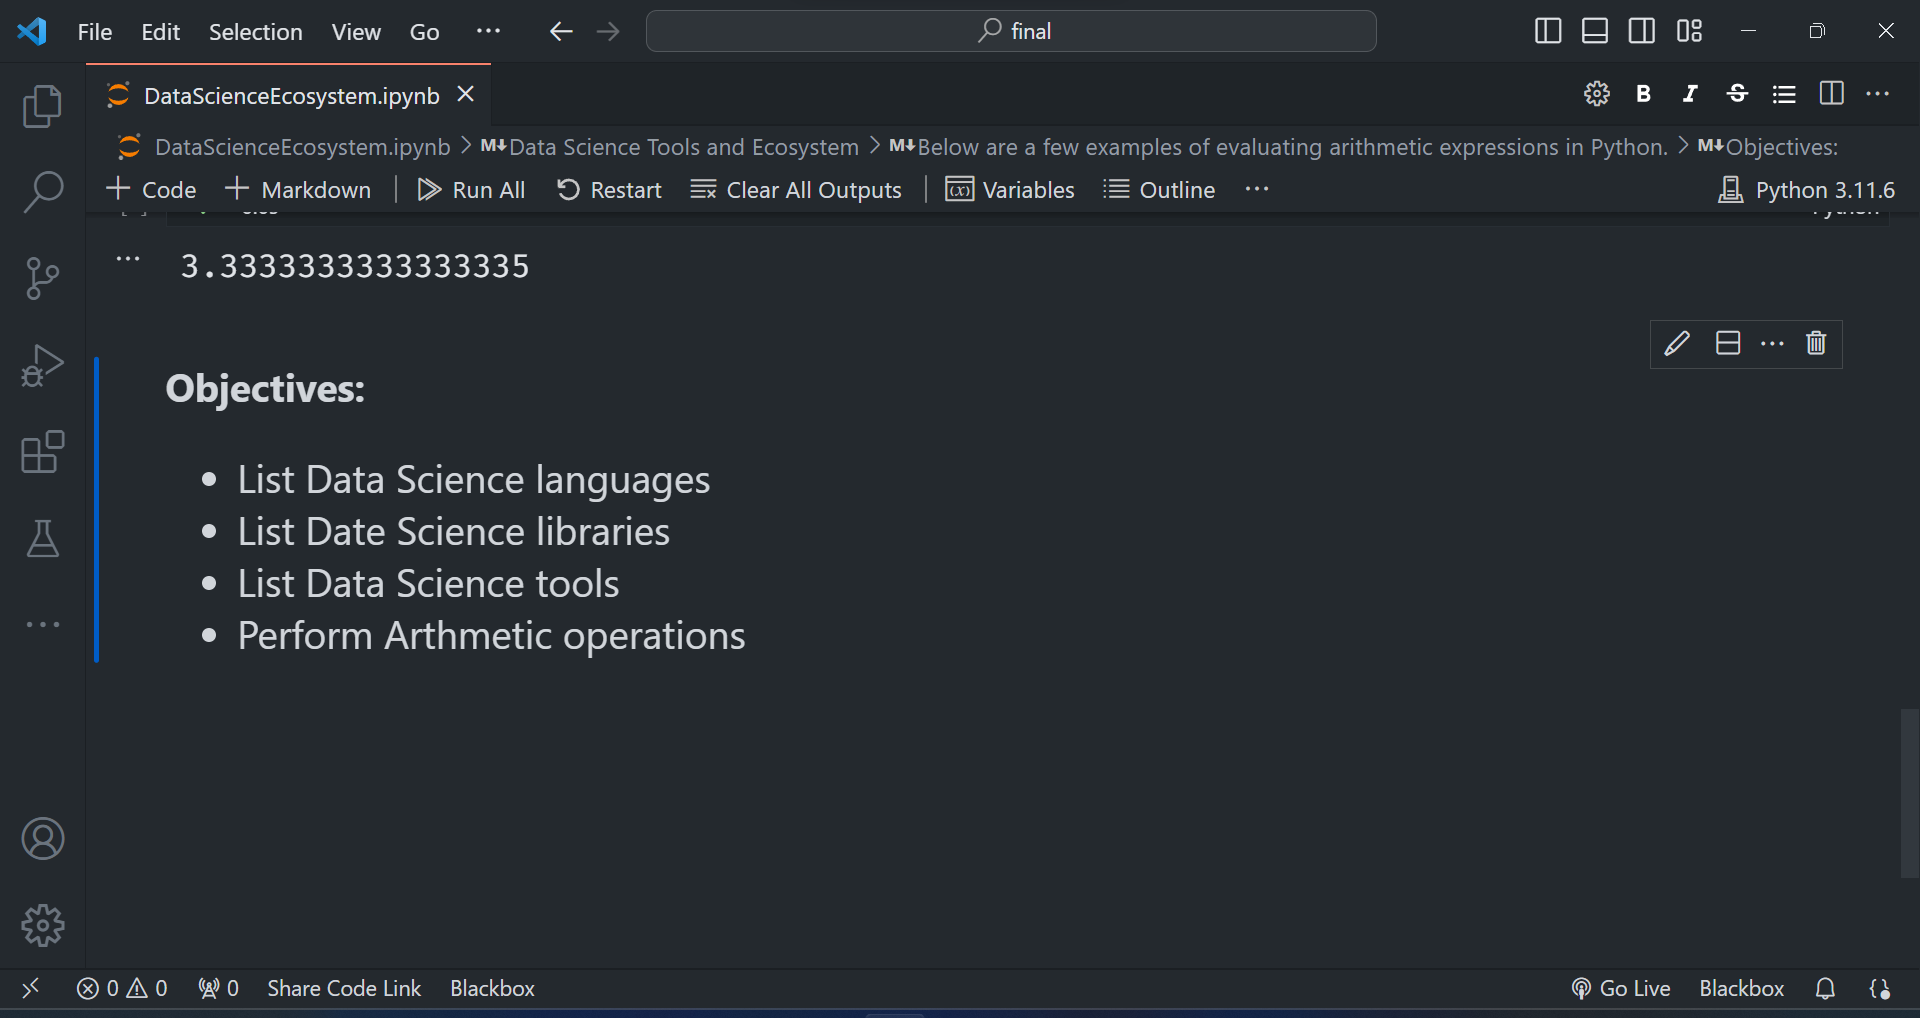 File Edit Selection View Go ··· final
DataScienceEcosystem.ipynb
DataScienceEcosystem.ipynb > M↓Data Science Tools and Ecosystem > M↓Below are a few examples of evaluating arithmetic expressions in Python. > M↓Objectives:
+ Code + Markdown | Run All Restart Clear All Outputs | Variables Outline ··· Python 3.11.6
3.3333333333333335
Objectives:
• List Data Science languages
• List Date Science libraries
• List Data Science tools
• Perform Arthmetic operations
0 0 0 Share Code Link Blackbox Go Live Blackbox